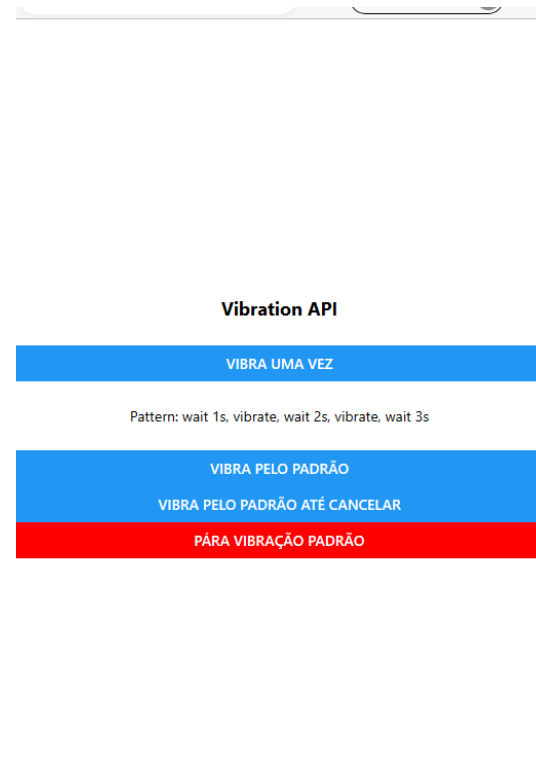 Vibration API
VIBRA UMA VEZ
Pattern: wait 1s, vibrate, wait 2s, vibrate, wait 3s
VIBRA PELO PADRÃO
VIBRA PELO PADRÃO ATÉ CANCELAR
PÁRA VIBRAÇÃO PADRÃO